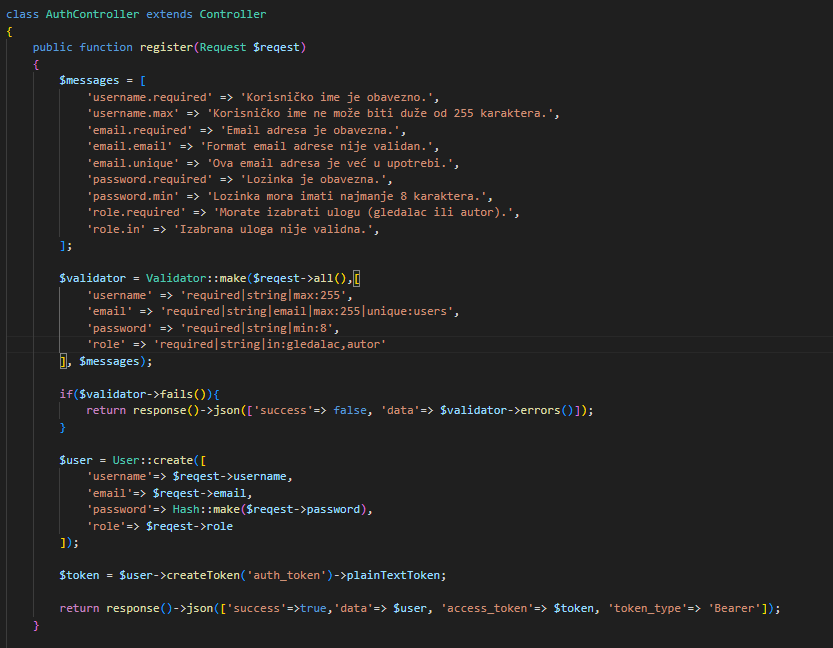 class AuthController extends Controller
{
    public function register(Request $reqest)
    {
        $messages = [
            'username.required' => 'Korisničko ime je obavezno.',
            'username.max' => 'Korisničko ime ne može biti duže od 255 karaktera.',
            'email.required' => 'Email adresa je obavezna.',
            'email.email' => 'Format email adrese nije validan.',
            'email.unique' => 'Ova email adresa je već u upotrebi.',
            'password.required' => 'Lozinka je obavezna.',
            'password.min' => 'Lozinka mora imati najmanje 8 karaktera.',
            'role.required' => 'Morate izabrati ulogu (gledalac ili autor).',
            'role.in' => 'Izabrana uloga nije validna.',
        ];

        $validator = Validator::make($reqest->all(),[
            'username' => 'required|string|max:255',
            'email' => 'required|string|email|max:255|unique:users',
            'password' => 'required|string|min:8',
            'role' => 'required|string|in:gledalac,autor'
        ], $messages);

        if($validator->fails()){
            return response()->json(['success'=> false, 'data'=> $validator->errors()]);
        }

        $user = User::create([
            'username'=> $reqest->username,
            'email'=> $reqest->email,
            'password'=> Hash::make($reqest->password),
            'role'=> $reqest->role
        ]);

        $token = $user->createToken('auth_token')->plainTextToken;

        return response()->json(['success'=>true,'data'=> $user, 'access_token'=> $token, 'token_type'=> 'Bearer']);
    }